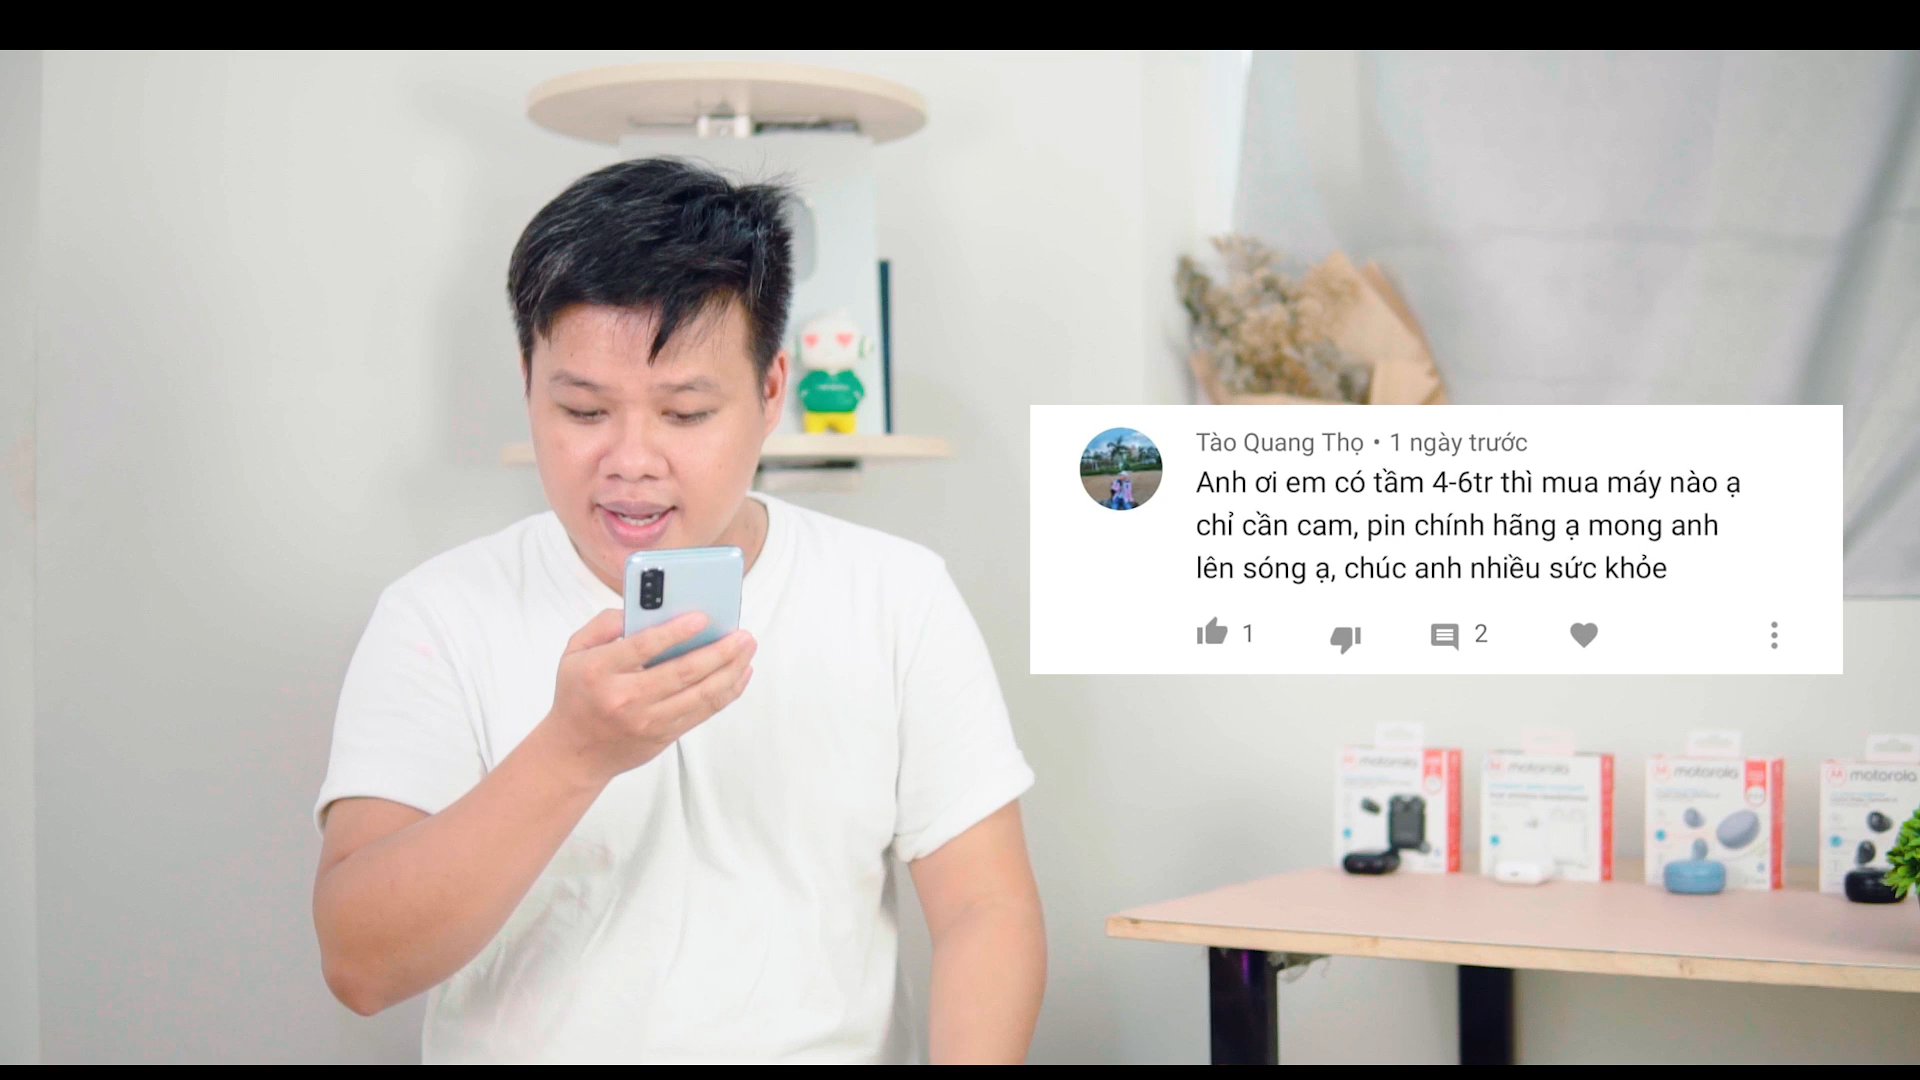 Tào Quang Thọ • 1 ngày trước
Anh ơi em có tầm 4-6tr thì mua máy nào ạ
chỉ cần cam, pin chính hãng ạ mong anh
lên sóng ạ, chúc anh nhiều sức khỏe
1
2
motorola
motorola
motorola
motorola